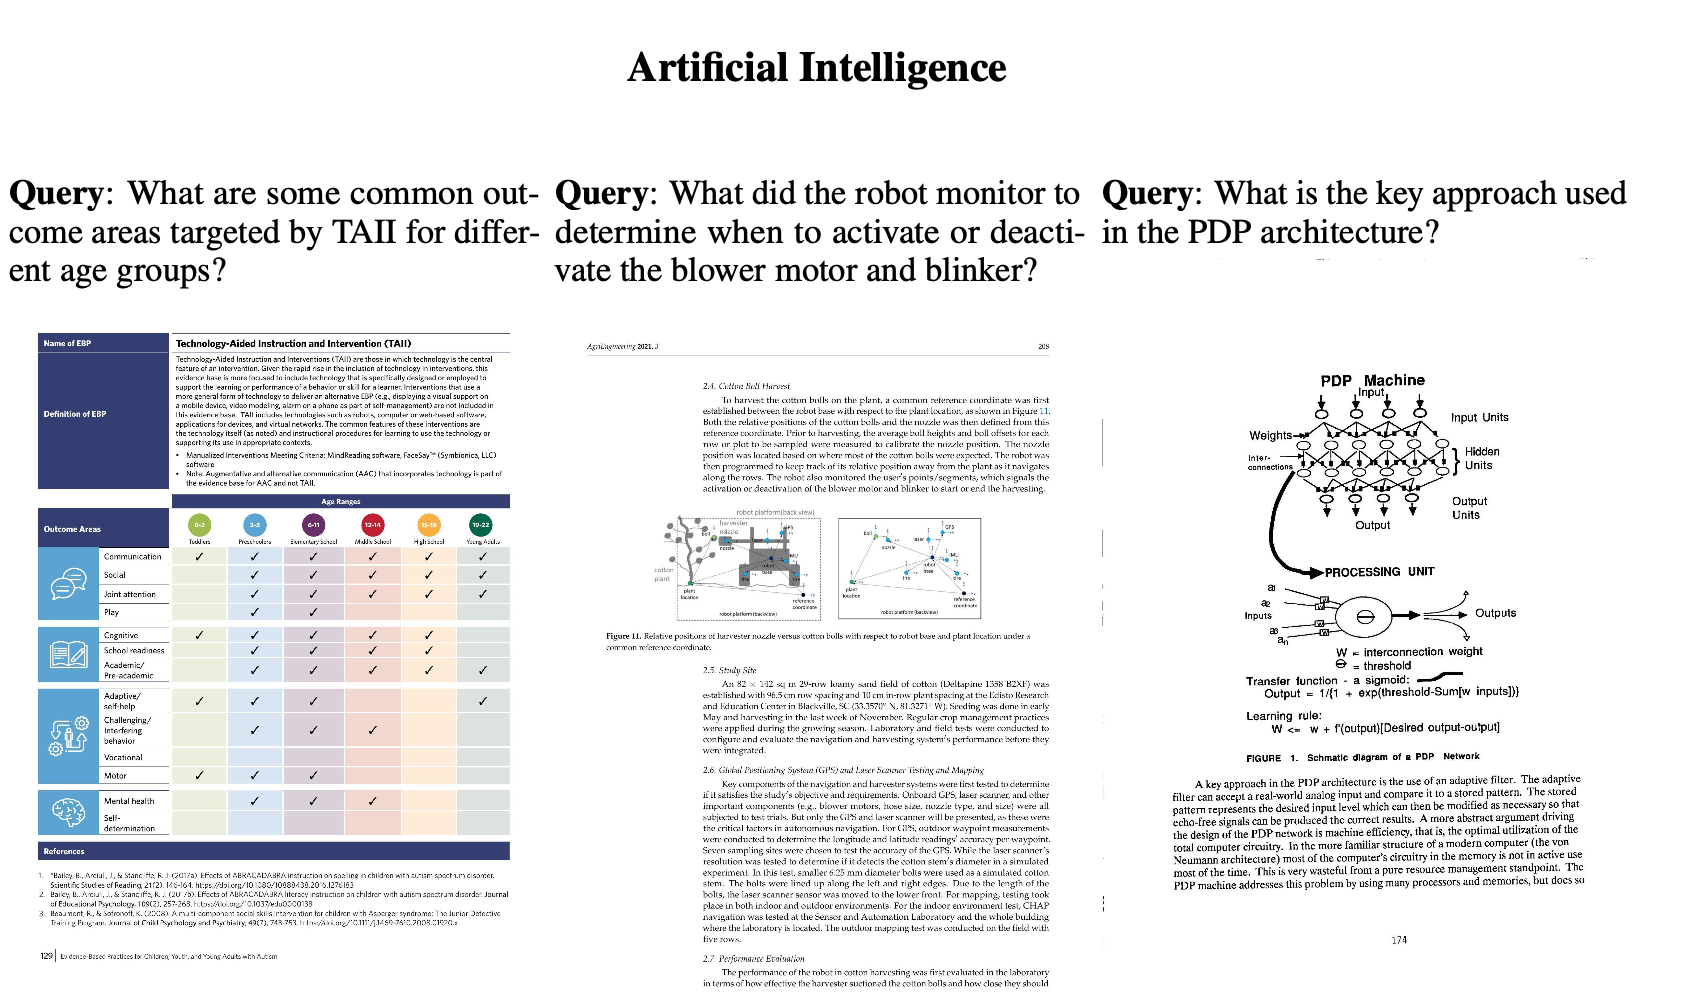 Artificial Intelligence
Query: What are some common out-
come areas targeted by TAII for differ-
ent age groups?
Name of EBP
Technology-Aided Instruction and Intervention (TAII)
Definition of EBP
Technology-Aided Instruction and Interventions (TAII) are those in which technology is the central
feature of an intervention. Given the rapid rise in the inclusion of technology in interventions, this
evidence base is more focused to include technology that is specifically designed or employed to
support the learning or performance of a behavior or skill for a learner. Interventions that use a
more general form of technology to deliver an alternative EBP (e.g., displaying a visual support on
a mobile device, video modeling, alarm on a phone as part of self-management) are not included in
this evidence base. TAII includes technologies such as robots, computer or web-based software,
applications for devices, and virtual networks. The common features of these interventions are
the technology itself (as noted) and instructional procedures for learning to use the technology or
supporting its use in appropriate contexts.
• Manualized Interventions Meeting Criteria: MindReading software, FaceSay™ (Symbionica, LLC)
software
• Note: Augmentative and alternative communication (AAC) that incorporates technology is part of
the evidence base for AAC and not TAII.
Age Ranges
Outcome Areas
0-2 3-5 6-11 12-14 15-18 19-22
Toddlers Preschoolers Elementary School Middle School High School Young Adults
Communication ✓ ✓ ✓ ✓ ✓ ✓
Social ✓ ✓ ✓ ✓ ✓
Joint attention ✓ ✓ ✓ ✓ ✓
Play ✓ ✓
Cognitive ✓ ✓ ✓ ✓ ✓
School readiness ✓ ✓ ✓ ✓
Academic/
Pre-academic ✓ ✓ ✓ ✓ ✓
Adaptive/
self-help ✓ ✓ ✓ ✓
Challenging/
Interfering
behavior ✓ ✓ ✓
Vocational
Motor ✓ ✓ ✓
Mental health ✓ ✓ ✓
Self-
determination
References
1. *Bailey, B., Arciuli, J., & Stancliffe, R. J. (2017a). Effects of ABRACADABRA instruction on spelling in children with autism spectrum disorder.
Scientific Studies of Reading, 21(2), 146-164. https://doi.org/10.1080/10888438.2016.1276183
2. Bailey, B., Arciuli, J., & Stancliffe, R. J. (2017b). Effects of ABRACADABRA literacy instruction on children with autism spectrum disorder. Journal
of Educational Psychology, 109(2), 257-268. https://doi.org/10.1037/edu0000138
3. Beaumont, R., & Sofronoff, K. (2008). A multi-component social skills intervention for children with Asperger syndrome: The Junior Detective
Training Program. Journal of Child Psychology and Psychiatry, 49(7), 743-753. https://doi.org/10.1111/j.1469-7610.2008.01920.x
129 | Evidence-Based Practices for Children, Youth, and Young Adults with Autism
Query: What did the robot monitor to
determine when to activate or deacti-
vate the blower motor and blinker?
AgriEngineering 2021, 3
209
2.4. Cotton Boll Harvest
To harvest the cotton bolls on the plant, a common reference coordinate was first
established between the robot base with respect to the plant location, as shown in Figure 11.
Both the relative positions of the cotton bolls and the nozzle was then defined from this
reference coordinate. Prior to harvesting, the average boll heights and boll offsets for each
row or plot to be sampled were measured to calibrate the nozzle position. The nozzle
position was located based on where most of the cotton bolls were expected. The robot was
then programmed to keep track of its relative position away from the plant as it navigates
along the rows. The robot also monitored the user's points/segments, which signals the
activation or deactivation of the blower motor and blinker to start or end the harvesting.
robot platform(back view)
harvester
nozzle
GPS
boll
nozzle
IMU
robot
base
tire
tire
cotton
plant
plant
location
reference
coordinate
robot platform(backview)
GPS
boll
nozzle
laser
IMU
robot
base
tire
tire
plant
location
reference
coordinate
robot platform(backview)
Figure 11. Relative positions of harvester nozzle versus cotton bolls with respect to robot base and plant location under a
common reference coordinate.
2.5. Study Site
An 82 × 142 sq m 29-row loamy sand field of cotton (Deltapine 1358 B2XF) was
established with 96.5 cm row spacing and 10 cm in-row plant spacing at the Edisto Research
and Education Center in Blackville, SC (33.3570° N, 81.3271° W). Seeding was done in early
May and harvesting in the last week of November. Regular crop management practices
were applied during the growing season. Laboratory and field tests were conducted to
configure and evaluate the navigation and harvesting system's performance before they
were integrated.
2.6. Global Positioning System (GPS) and Laser Scanner Testing and Mapping
Key components of the navigation and harvester systems were first tested to determine
if it satisfies the study's objective and requirements. Onboard GPS, laser scanner, and other
important components (e.g., blower motors, hose size, nozzle type, and size) were all
subjected to test trials. But only the GPS and laser scanner will be presented, as these were
the critical factors in autonomous navigation. For GPS, outdoor waypoint measurements
were conducted to determine the longitude and latitude readings' accuracy per waypoint.
Seven sampling sites were chosen to test the accuracy of the GPS. While the laser scanner's
resolution was tested to determine if it detects the cotton stem's diameter in a simulated
experiment. In this test, smaller 6.25 mm diameter bolts were used as a simulated cotton
stem. The bolts were lined up along the left and right edges. Due to the length of the
bolts, the laser scanner sensor was moved to the lower front. For mapping, testing took
place in both indoor and outdoor environments. For the indoor environment test, CHAP
navigation was tested at the Sensor and Automation Laboratory and the whole building
where the laboratory is located. The outdoor mapping test was conducted on the field with
five rows.
2.7. Performance Evaluation
The performance of the robot in cotton harvesting was first evaluated in the laboratory
in terms of how effective the harvester suctioned the cotton bolls and how close they should
Query: What is the key approach used
in the PDP architecture?
PDP Machine
Input
Input Units
Weights
Inter-
connections
Hidden
Units
Output
Units
Output
PROCESSING UNIT
a1
a2
Inputs
a3
an
W
W
W
W
Outputs
W = interconnection weight
Θ = threshold
Transfer function - a sigmoid:
Output = 1/{1 + exp(threshold-Sum[w inputs])}
Learning rule:
W <= w + f'(output)[Desired output-output]
FIGURE 1. Schmatic diagram of a PDP Network
A key approach in the PDP architecture is the use of an adaptive filter. The adaptive
filter can accept a real-world analog input and compare it to a stored pattern. The stored
pattern represents the desired input level which can then be modified as necessary so that
echo-free signals can be produced the correct results. A more abstract argument driving
the design of the PDP network is machine efficiency, that is, the optimal utilization of the
total computer circuitry. In the more familiar structure of a modern computer (the von
Neumann architecture) most of the computer's circuitry in the memory is not in active use
most of the time. This is very wasteful from a pure resource management standpoint. The
PDP machine addresses this problem by using many processors and memories, but does so
174